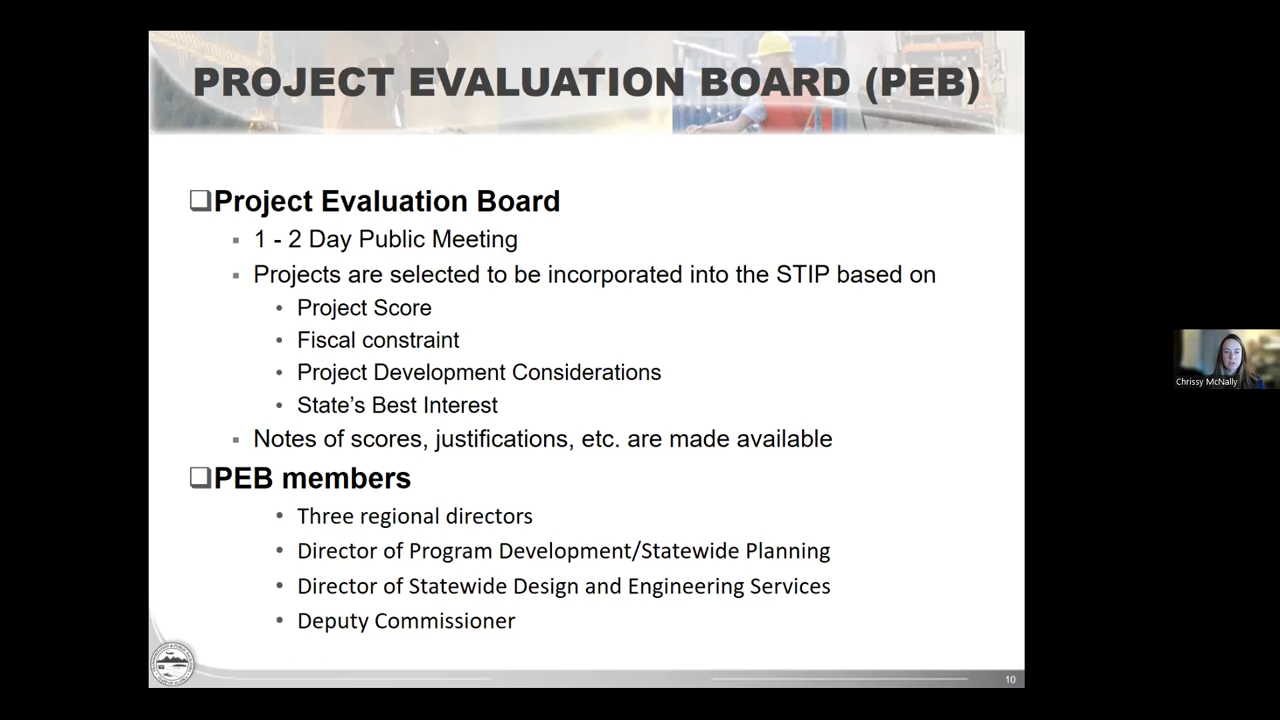 PROJECT EVALUATION BOARD (PEB)
Project Evaluation Board
1 - 2 Day Public Meeting
Projects are selected to be incorporated into the STIP based on
Project Score
Fiscal constraint
Project Development Considerations
State’s Best Interest
Notes of scores, justifications, etc. are made available
PEB members
Three regional directors
Director of Program Development/Statewide Planning
Director of Statewide Design and Engineering Services
Deputy Commissioner
10
Chrissy McNally